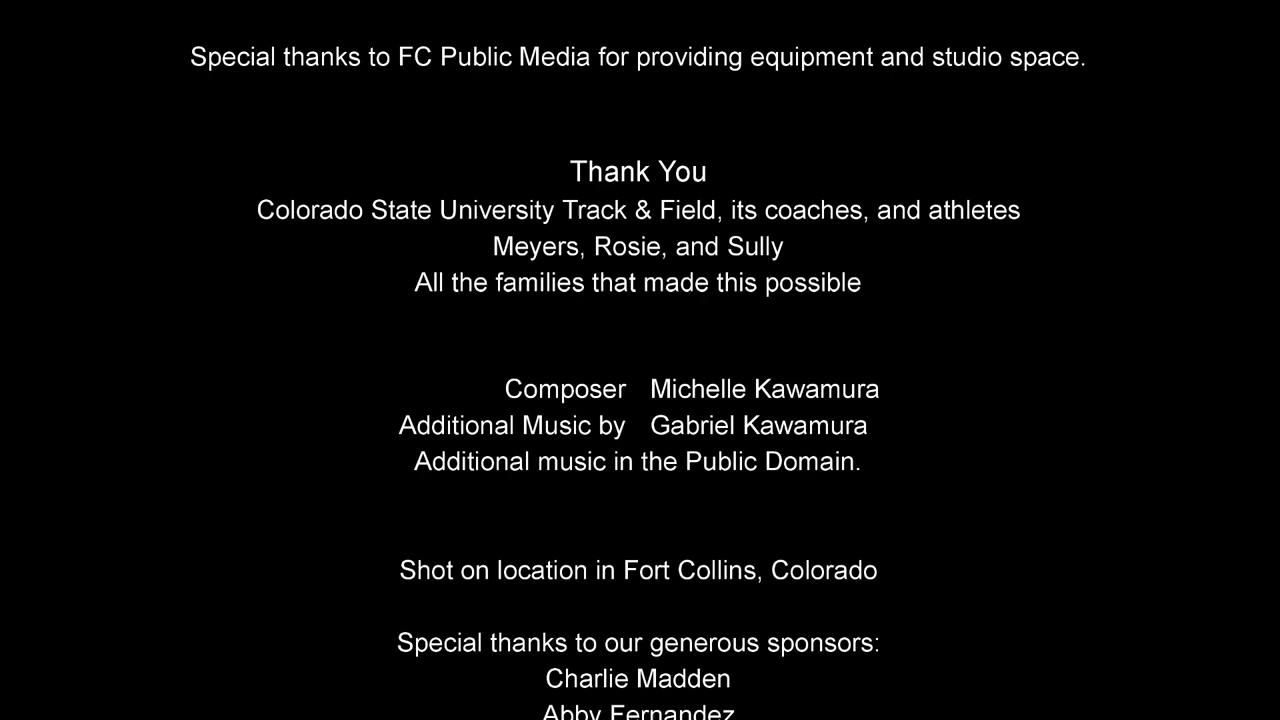 Special thanks to FC Public Media for providing equipment and studio space.
Thank You
Colorado State University Track & Field, its coaches, and athletes
Meyers, Rosie, and Sully
All the families that made this possible
Composer Michelle Kawamura
Additional Music by Gabriel Kawamura
Additional music in the Public Domain.
Shot on location in Fort Collins, Colorado
Special thanks to our generous sponsors:
Charlie Madden
Abby Fernandez